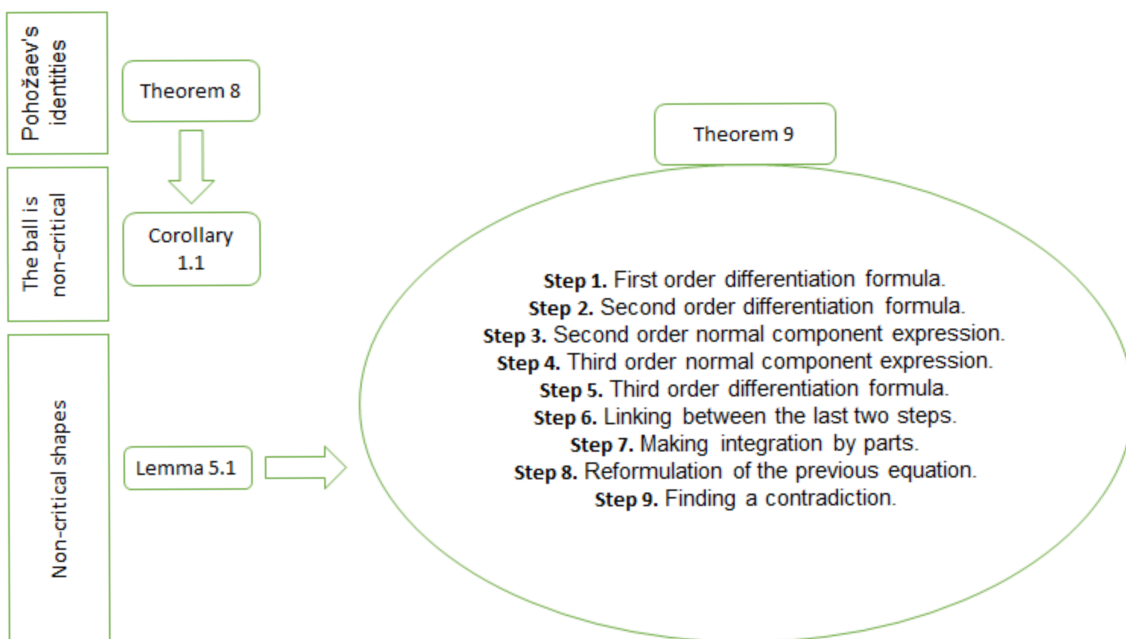 Pohožaev's
identities
Theorem 8
Theorem 9
The ball is
non-critical
Corollary
1.1
Step 1. First order differentiation formula.
Step 2. Second order differentiation formula.
Step 3. Second order normal component expression.
Step 4. Third order normal component expression.
Step 5. Third order differentiation formula.
Step 6. Linking between the last two steps.
Step 7. Making integration by parts.
Step 8. Reformulation of the previous equation.
Step 9. Finding a contradiction.
Non-critical shapes
Lemma 5.1